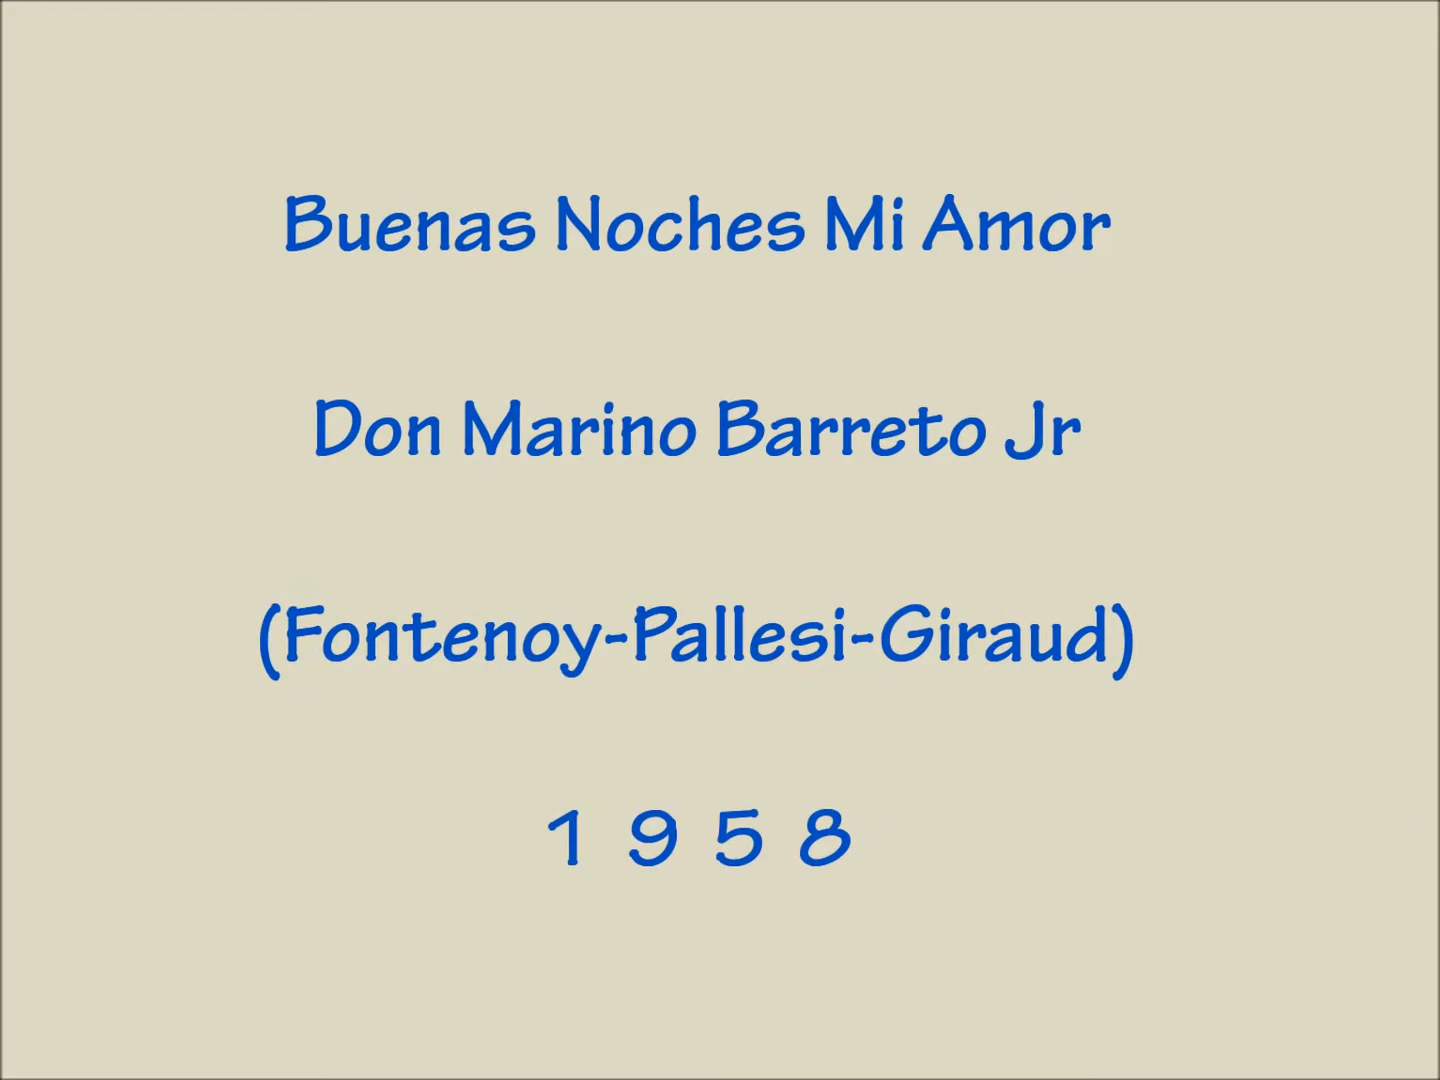 Buenas Noches Mi Amor
Don Marino Barreto Jr
(Fontenoy-Pallesi-Giraud)
1 9 5 8